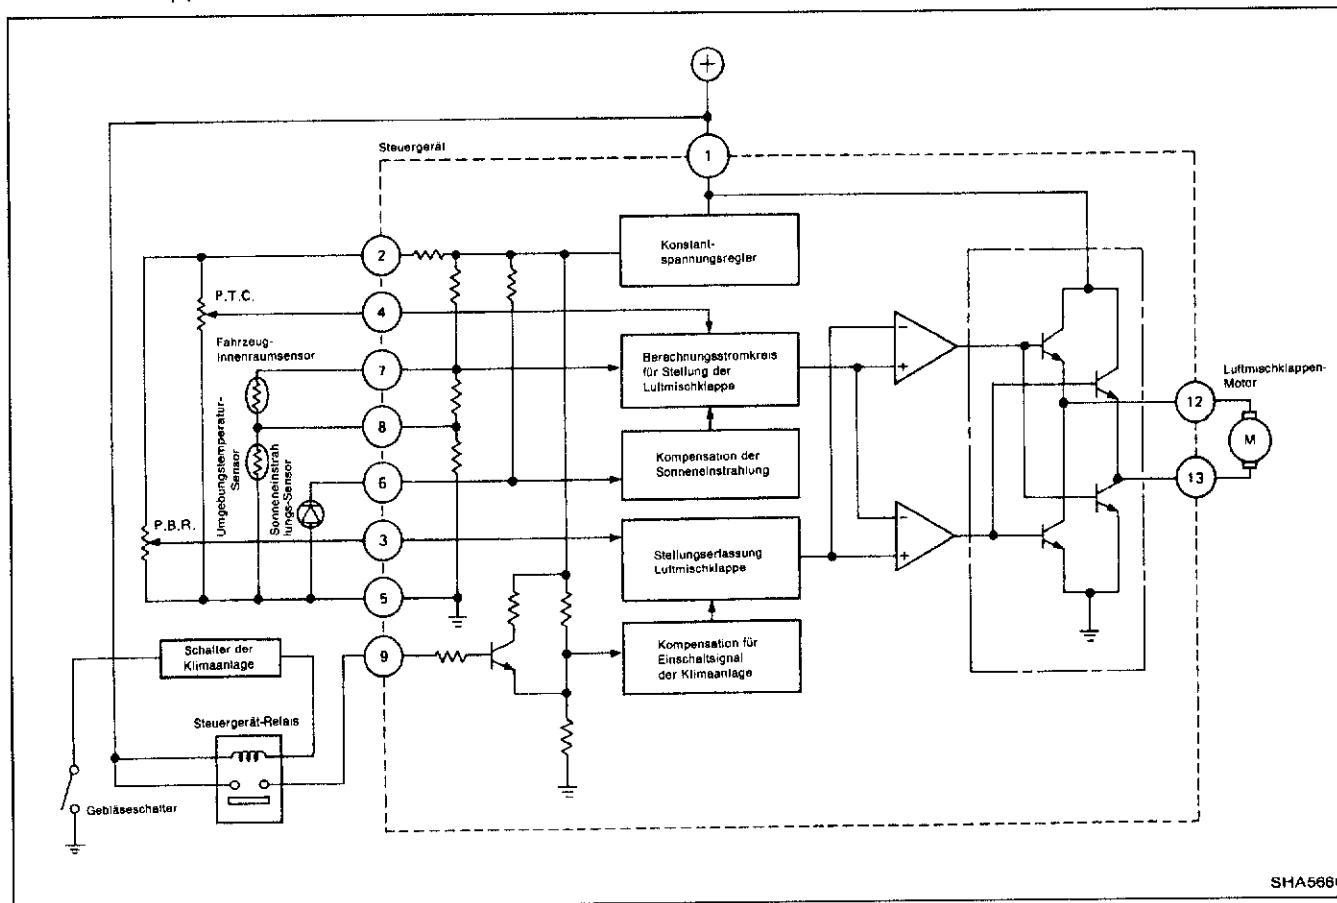 +
1
Steuergerät
2
Konstant-
spannungsregler
P.T.C.
4
Fahrzeug-
Innenraumsensor
7
Berechnungsstromkreis
für Stellung der
Luftmischklappe
−
+
Luftmischklappen-
Motor
12
M
13
8
Umgebungstemperatur-
Sensor
Sonneneinstrah
lungs-Sensor
6
Kompensation der
Sonneneinstrahlung
P.B.R.
3
Stellungserlassung
Luftmischklappe
−
+
5
9
Schalter der
Klimaanlage
Kompensation für
Einschaltsignal
der Klimaanlage
Steuergerät-Relais
Gebläseschalter